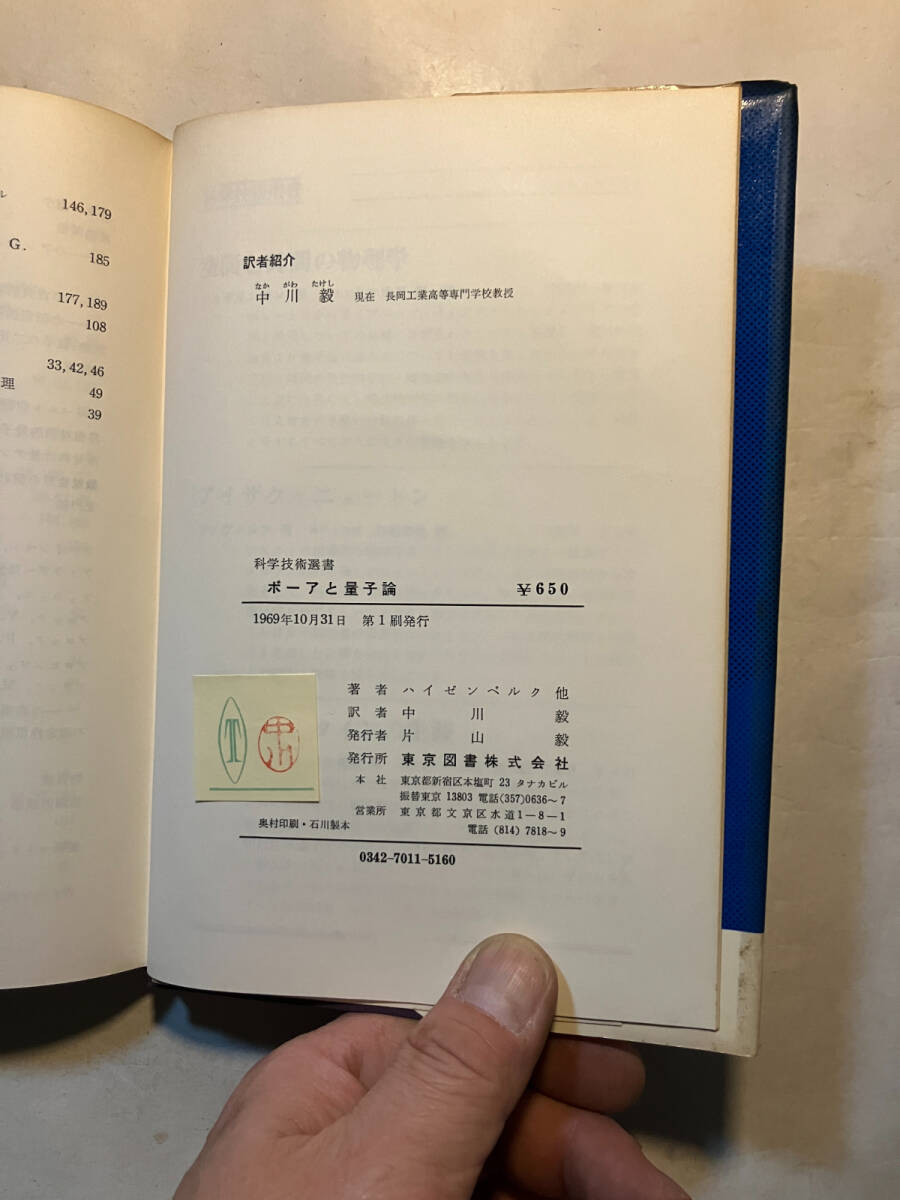 ル
146,179
G.
185
177,189
108
33,42,46
理 49
39
訳者紹介
なか がわ たけし
中川毅 現在 長岡工業高等専門学校教授
科学技術選書
ボーアと量子論 ¥650
1969年10月31日 第1刷発行
著者 ハイゼンベルク他
訳者 中川毅
発行者 片山毅
発行所 東京図書株式会社
本社 東京都新宿区本塩町 23 タナカビル
振替東京 13803 電話(357)0636〜7
営業所 東京都文京区水道1-8-1
電話 (814) 7818〜9
T 中川
奥村印刷・石川製本
0342-7011-5160